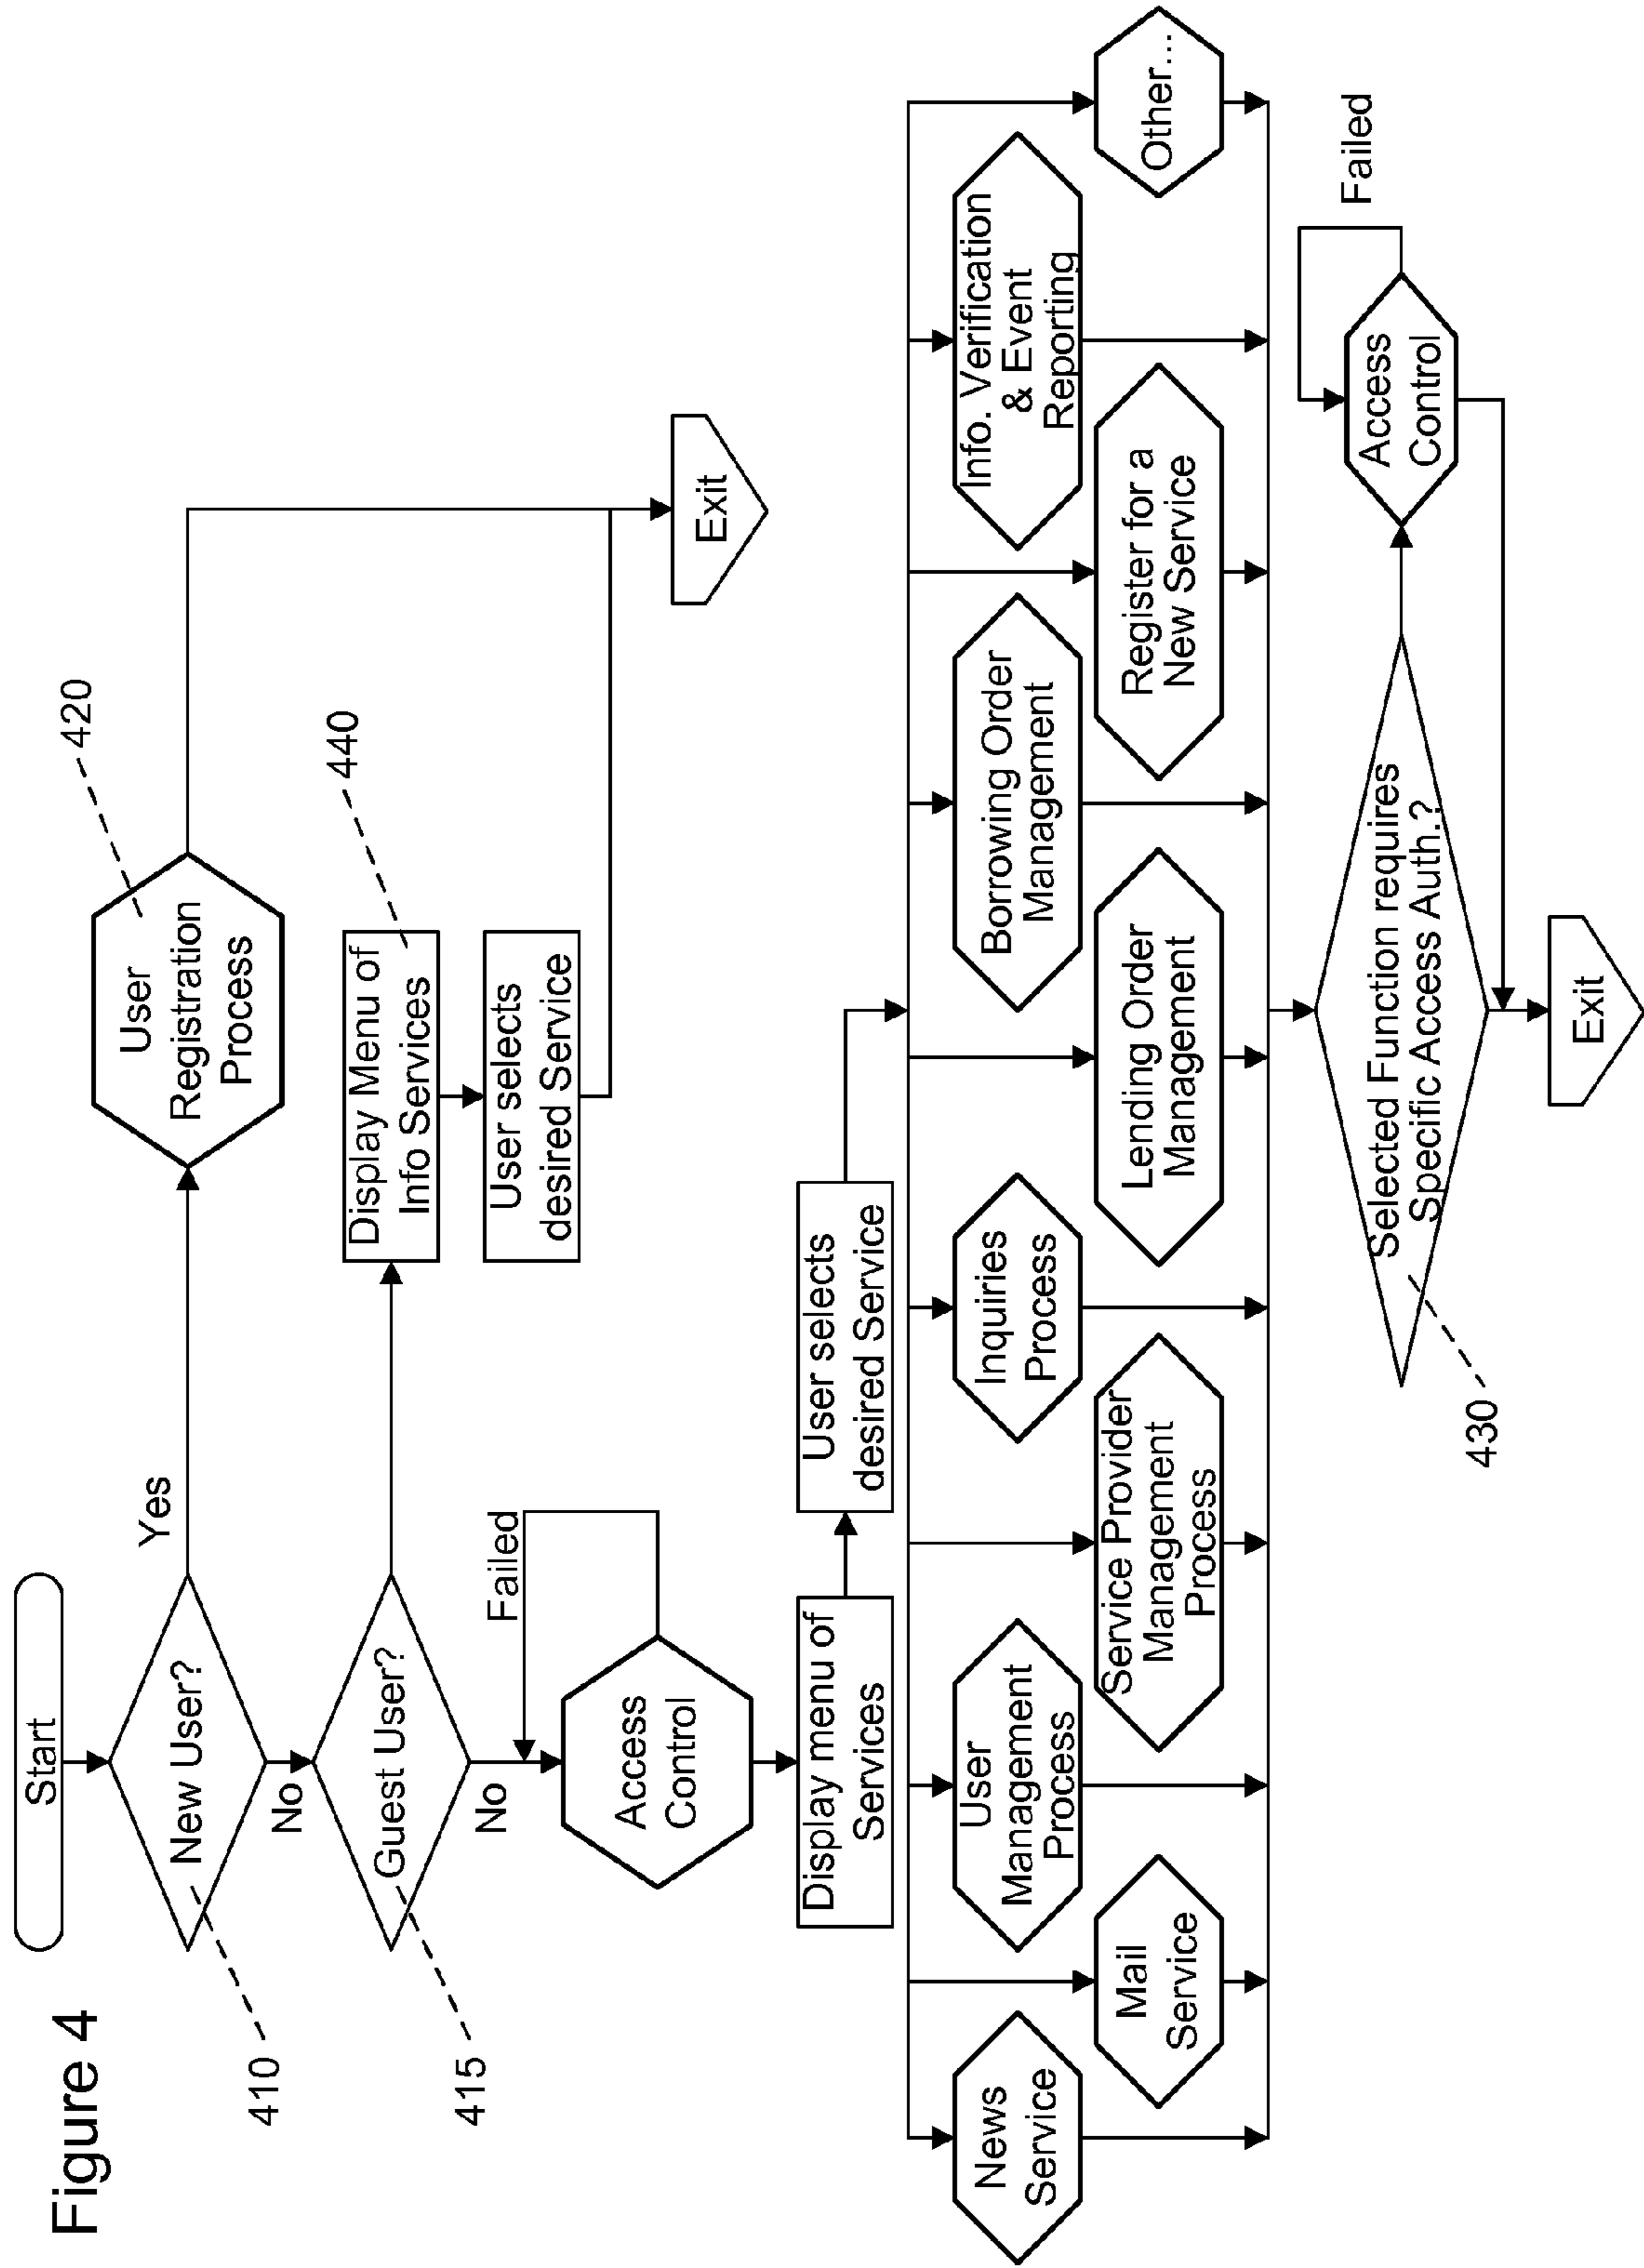 Figure 4
Start
New User?
Yes
No
410
User
Registration
Process
420
Guest User?
No
415
Display Menu of
Info Services
440
User selects
desired Service
Exit
Failed
Access
Control
Display menu of
Services
User selects
desired Service
News
Service
Mail
Service
User
Management
Process
Service Provider
Management
Process
Inquiries
Process
Lending Order
Management
Borrowing Order
Management
Register for a
New Service
Info. Verification
& Event
Reporting
Other...
Selected Function requires
Specific Access Auth.?
430
Access
Control
Failed
Exit